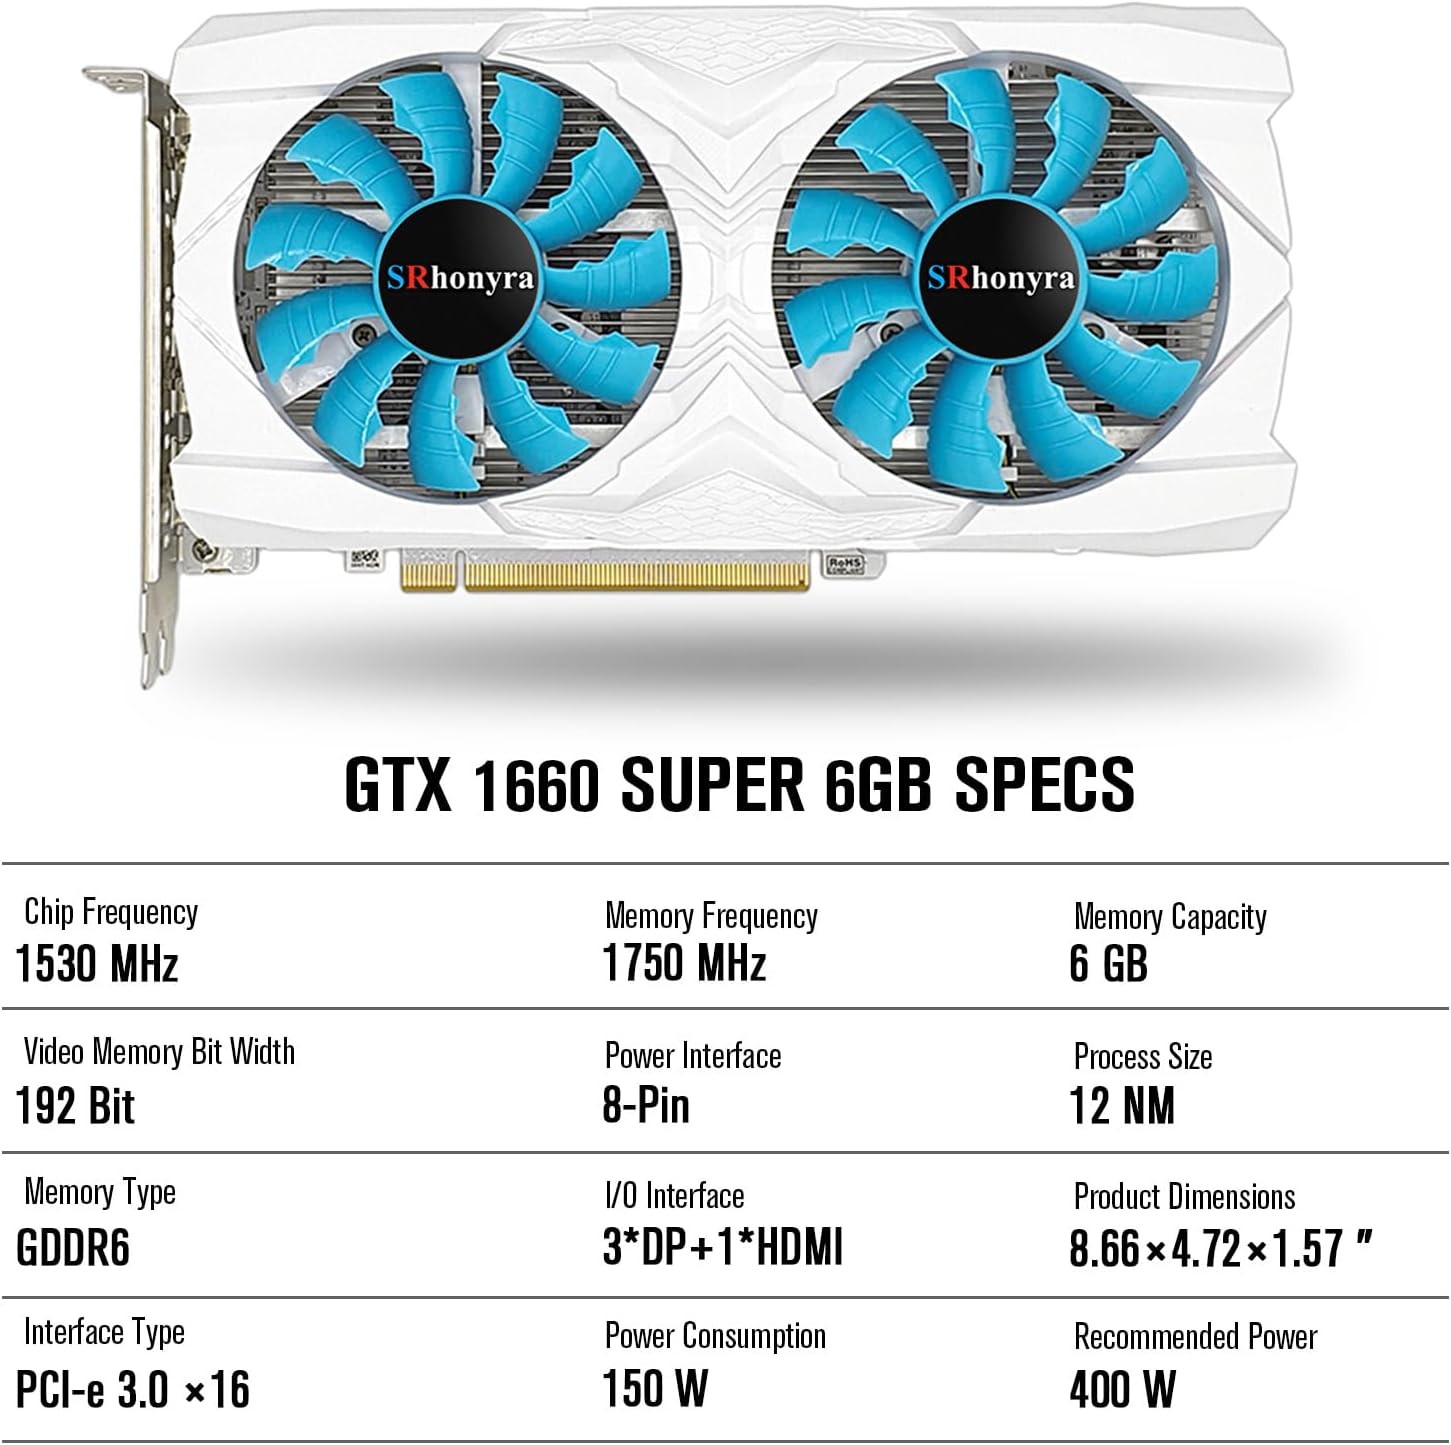 SRhonyra
SRhonyra
RoHS
GTX 1660 SUPER 6GB SPECS
Chip Frequency
1530 MHz
Memory Frequency
1750 MHz
Memory Capacity
6 GB
Video Memory Bit Width
192 Bit
Power Interface
8-Pin
Process Size
12 NM
Memory Type
GDDR6
I/O Interface
3*DP+1*HDMI
Product Dimensions
8.66×4.72×1.57 ″
Interface Type
PCI-e 3.0 ×16
Power Consumption
150 W
Recommended Power
400 W